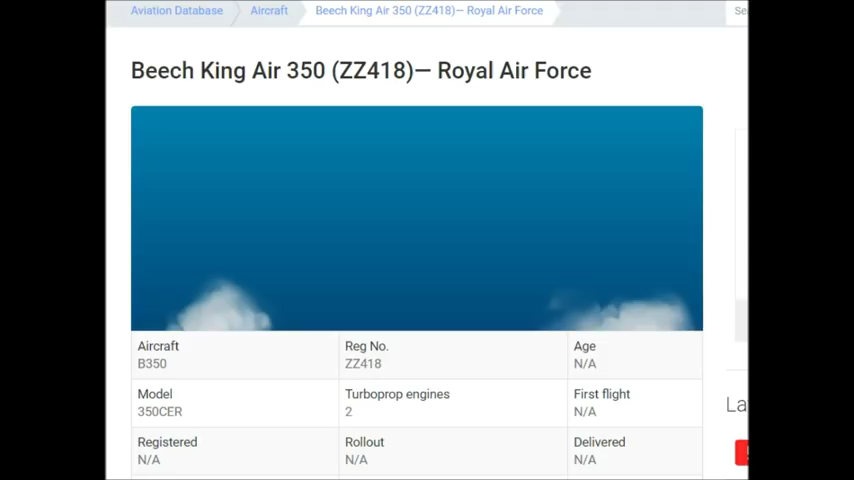 Aviation Database Aircraft Beech King Air 350 (ZZ418)— Royal Air Force
Beech King Air 350 (ZZ418)— Royal Air Force
Aircraft Reg No. Age
B350 ZZ418 N/A
Model Turboprop engines First flight
350CER 2 N/A
Registered Rollout Delivered
N/A N/A N/A